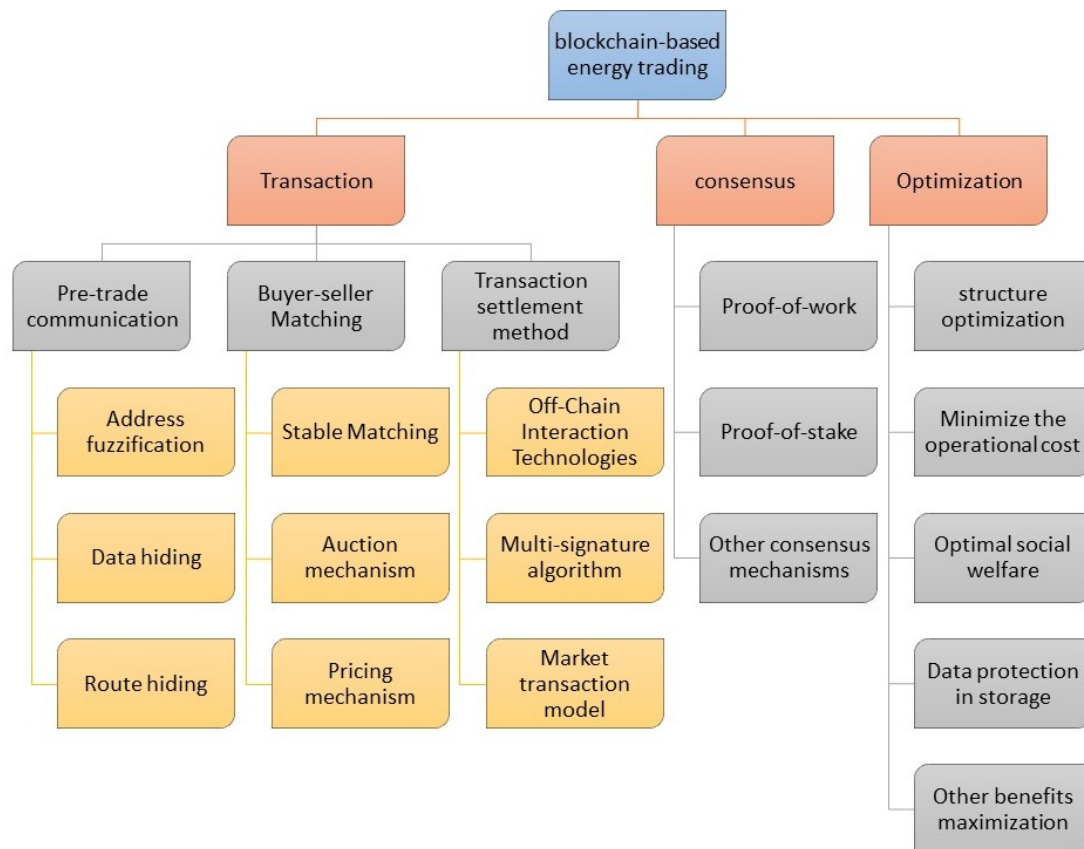 blockchain-based
energy trading
Transaction
consensus
Optimization
Pre-trade
communication
Buyer-seller
Matching
Transaction
settlement
method
Proof-of-work
structure
optimization
Address
fuzzification
Stable Matching
Off-Chain
Interaction
Technologies
Proof-of-stake
Minimize the
operational cost
Data hiding
Auction
mechanism
Multi-signature
algorithm
Other consensus
mechanisms
Optimal social
welfare
Route hiding
Pricing
mechanism
Market
transaction
model
Data protection
in storage
Other benefits
maximization